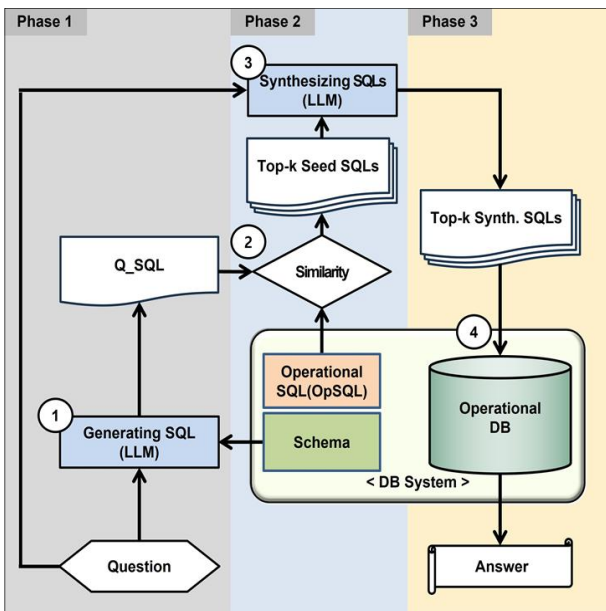 Phase 1
Phase 2
Phase 3
3
Synthesizing SQLs
(LLM)
Top-k Seed SQLs
Top-k Synth. SQLs
2
Q_SQL
Similarity
4
Operational
SQL(OpSQL)
Operational
DB
1
Generating SQL
(LLM)
Schema
< DB System >
Question
Answer